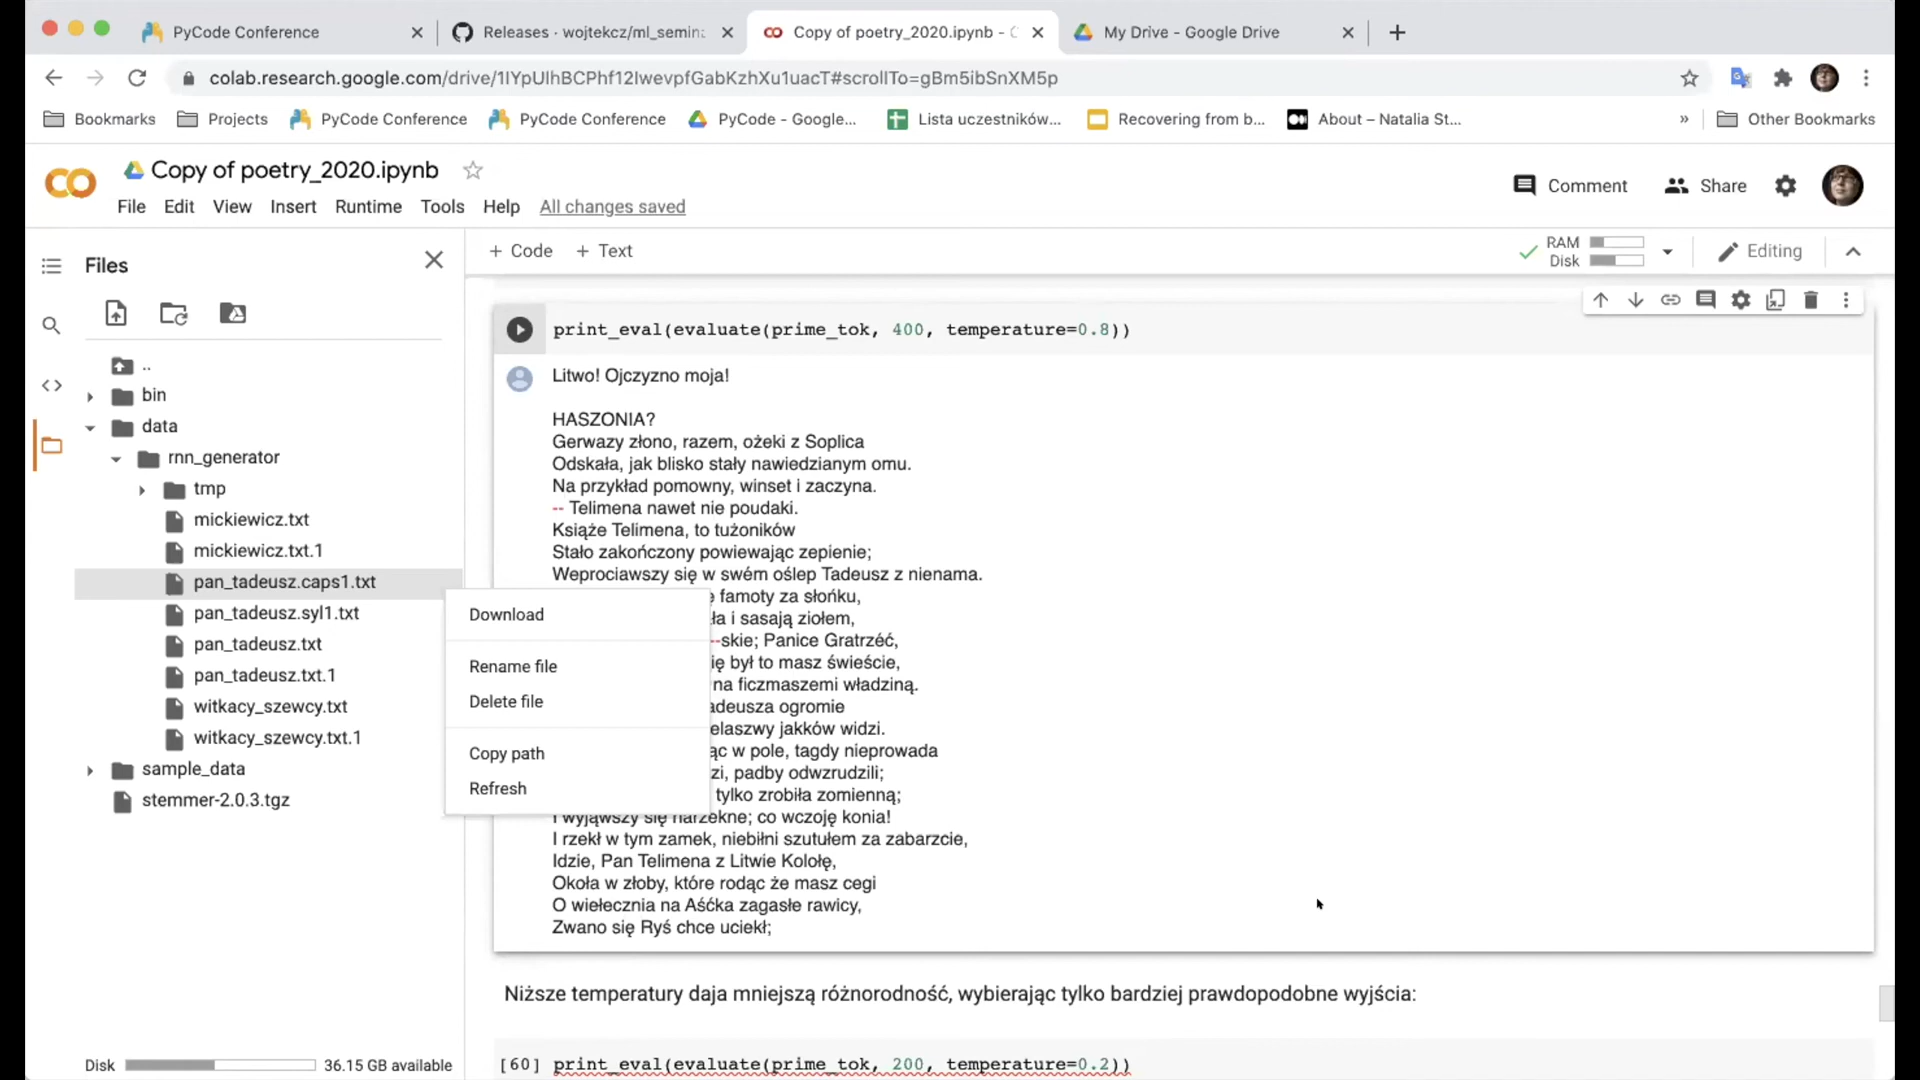 PyCode Conference
Releases · wojtekcz/ml_semina
Copy of poetry_2020.ipynb - C
My Drive - Google Drive
colab.research.google.com/drive/1IYpUIhBCPhf12IwevpfGabKzhXu1uacT#scrollTo=gBm5ibSnXM5p
Bookmarks
Projects
PyCode Conference
PyCode Conference
PyCode - Google...
Lista uczestników...
Recovering from b...
About – Natalia St...
»
Other Bookmarks
Copy of poetry_2020.ipynb
Comment
Share
File Edit View Insert Runtime Tools Help All changes saved
Files
+ Code + Text
RAM
Disk
Editing
..
bin
data
rnn_generator
tmp
mickiewicz.txt
mickiewicz.txt.1
pan_tadeusz.caps1.txt
pan_tadeusz.syl1.txt
pan_tadeusz.txt
pan_tadeusz.txt.1
witkacy_szewcy.txt
witkacy_szewcy.txt.1
sample_data
stemmer-2.0.3.tgz
Disk
36.15 GB available
Download
Rename file
Delete file
Copy path
Refresh
print_eval(evaluate(prime_tok, 400, temperature=0.8))
Litwo! Ojczyzno moja!
HASZONIA?
Gerwazy złono, razem, ożeki z Soplica
Odskała, jak blisko stały nawiedzianym omu.
Na przykład pomowny, winset i zaczyna.
-- Telimena nawet nie poudaki.
Książe Telimena, to tużoników
Stało zakończony powiewając zepienie;
Weprociawszy się w swém oślep Tadeusz z nienama.
famoty za słońku,
i sasają ziołem,
--skie; Panice Gratrzéć,
był to masz świeście,
na ficzmaszemi władziną.
ogromie
jakków widzi.
w pole, tagdy nieprowada
padby odwzrudzili;
tylko zrobiła zomienną;
I wyjąwszy się narzekne; co wczoję konia!
I rzekł w tym zamek, niebiłni szutułem za zabarzcie,
Idzie, Pan Telimena z Litwie Kolołę,
Okoła w złoby, które rodąc że masz cegi
O wiełecznia na Aśćka zagasłe rawicy,
Zwano się Ryś chce uciekł;
Niższe temperatury daja mniejszą różnorodność, wybierając tylko bardziej prawdopodobne wyjścia:
[60] print_eval(evaluate(prime_tok, 200, temperature=0.2))